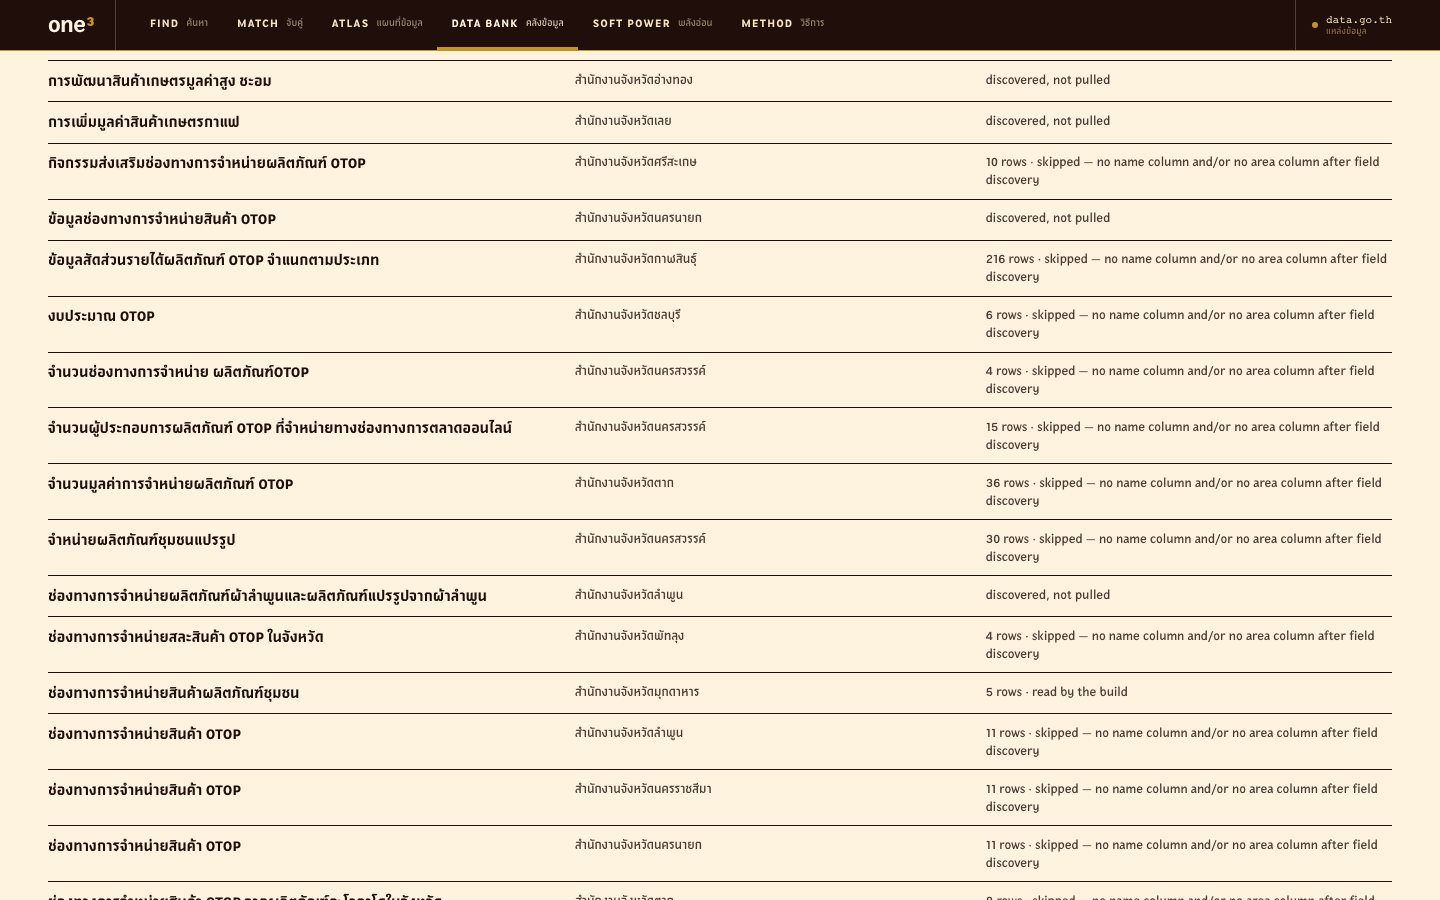 one³
FIND ค้นหา
MATCH จับคู่
ATLAS แผนที่ข้อมูล
DATA BANK คลังข้อมูล
SOFT POWER พลังอ่อน
METHOD วิธีการ
data.go.th
แหล่งข้อมูล
การพัฒนาสินค้าเกษตรมูลค่าสูง ชะอม
สำนักงานจังหวัดอ่างทอง
discovered, not pulled
การเพิ่มมูลค่าสินค้าเกษตรกาแฟ
สำนักงานจังหวัดเลย
discovered, not pulled
กิจกรรมส่งเสริมช่องทางการจำหน่ายผลิตภัณฑ์ OTOP
สำนักงานจังหวัดศรีสะเกษ
10 rows · skipped — no name column and/or no area column after field
discovery
ข้อมูลช่องทางการจำหน่ายสินค้า OTOP
สำนักงานจังหวัดนครนายก
discovered, not pulled
ข้อมูลสัดส่วนรายได้ผลิตภัณฑ์ OTOP จำแนกตามประเภท
สำนักงานจังหวัดกาฬสินธุ์
216 rows · skipped — no name column and/or no area column after field
discovery
งบประมาณ OTOP
สำนักงานจังหวัดชลบุรี
6 rows · skipped — no name column and/or no area column after field
discovery
จำนวนช่องทางการจำหน่าย ผลิตภัณฑ์OTOP
สำนักงานจังหวัดนครสวรรค์
4 rows · skipped — no name column and/or no area column after field
discovery
จำนวนผู้ประกอบการผลิตภัณฑ์ OTOP ที่จำหน่ายทางช่องทางการตลาดออนไลน์
สำนักงานจังหวัดนครสวรรค์
15 rows · skipped — no name column and/or no area column after field
discovery
จำนวนมูลค่าการจำหน่ายผลิตภัณฑ์ OTOP
สำนักงานจังหวัดตาก
36 rows · skipped — no name column and/or no area column after field
discovery
จำหน่ายผลิตภัณฑ์ชุมชนแปรรูป
สำนักงานจังหวัดนครสวรรค์
30 rows · skipped — no name column and/or no area column after field
discovery
ช่องทางการจำหน่ายผลิตภัณฑ์ผ้าลำพูนและผลิตภัณฑ์แปรรูปจากผ้าลำพูน
สำนักงานจังหวัดลำพูน
discovered, not pulled
ช่องทางการจำหน่ายสละสินค้า OTOP ในจังหวัด
สำนักงานจังหวัดพัทลุง
4 rows · skipped — no name column and/or no area column after field
discovery
ช่องทางการจำหน่ายสินค้าผลิตภัณฑ์ชุมชน
สำนักงานจังหวัดมุกดาหาร
5 rows · read by the build
ช่องทางการจำหน่ายสินค้า OTOP
สำนักงานจังหวัดลำพูน
11 rows · skipped — no name column and/or no area column after field
discovery
ช่องทางการจำหน่ายสินค้า OTOP
สำนักงานจังหวัดนครราชสีมา
11 rows · skipped — no name column and/or no area column after field
discovery
ช่องทางการจำหน่ายสินค้า OTOP
สำนักงานจังหวัดนครนายก
11 rows · skipped — no name column and/or no area column after field
discovery